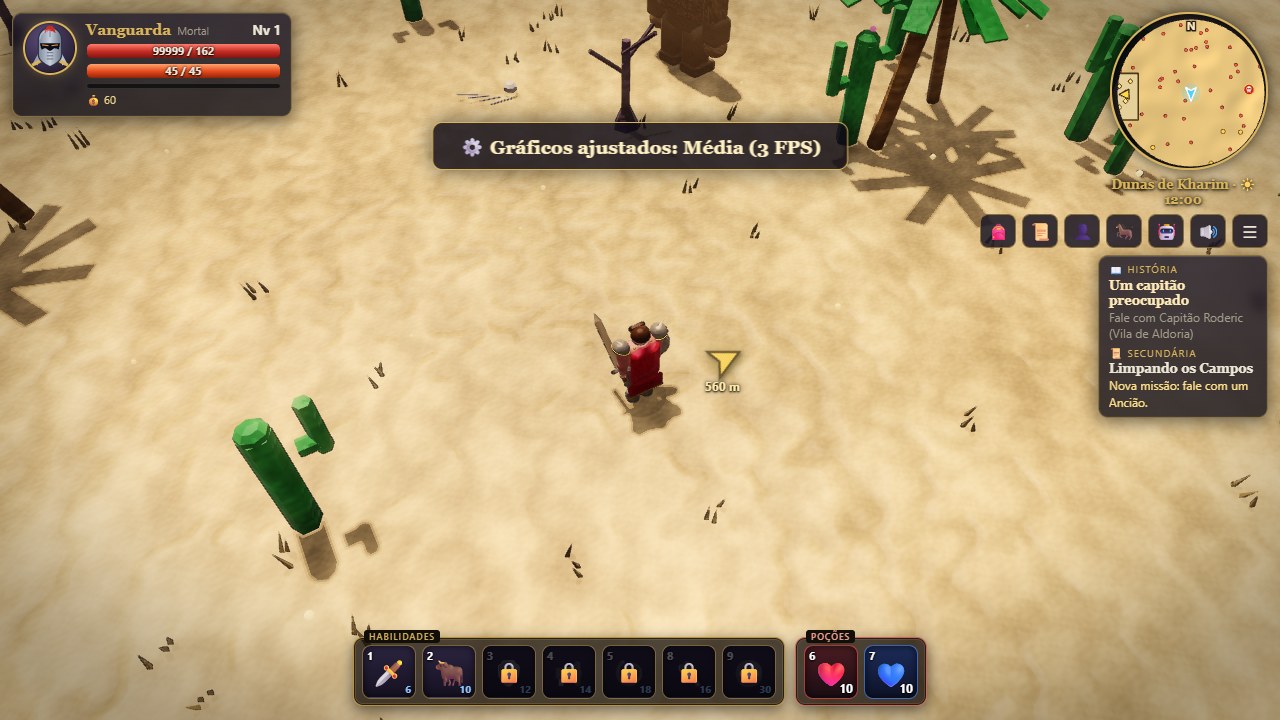 Vanguarda Mortal Nv 1
99999 / 162
45 / 45
60
Gráficos ajustados: Média (3 FPS)
N
Dunas de Kharim ·
12:00
HISTÓRIA
Um capitão
preocupado
Fale com Capitão Roderic
(Vila de Aldoria)
SECUNDÁRIA
Limpando os Campos
Nova missão: fale com um
Ancião.
560 m
HABILIDADES
1 6
2 10
3 12
4 14
5 18
8 16
9 30
POÇÕES
6 10
7 10